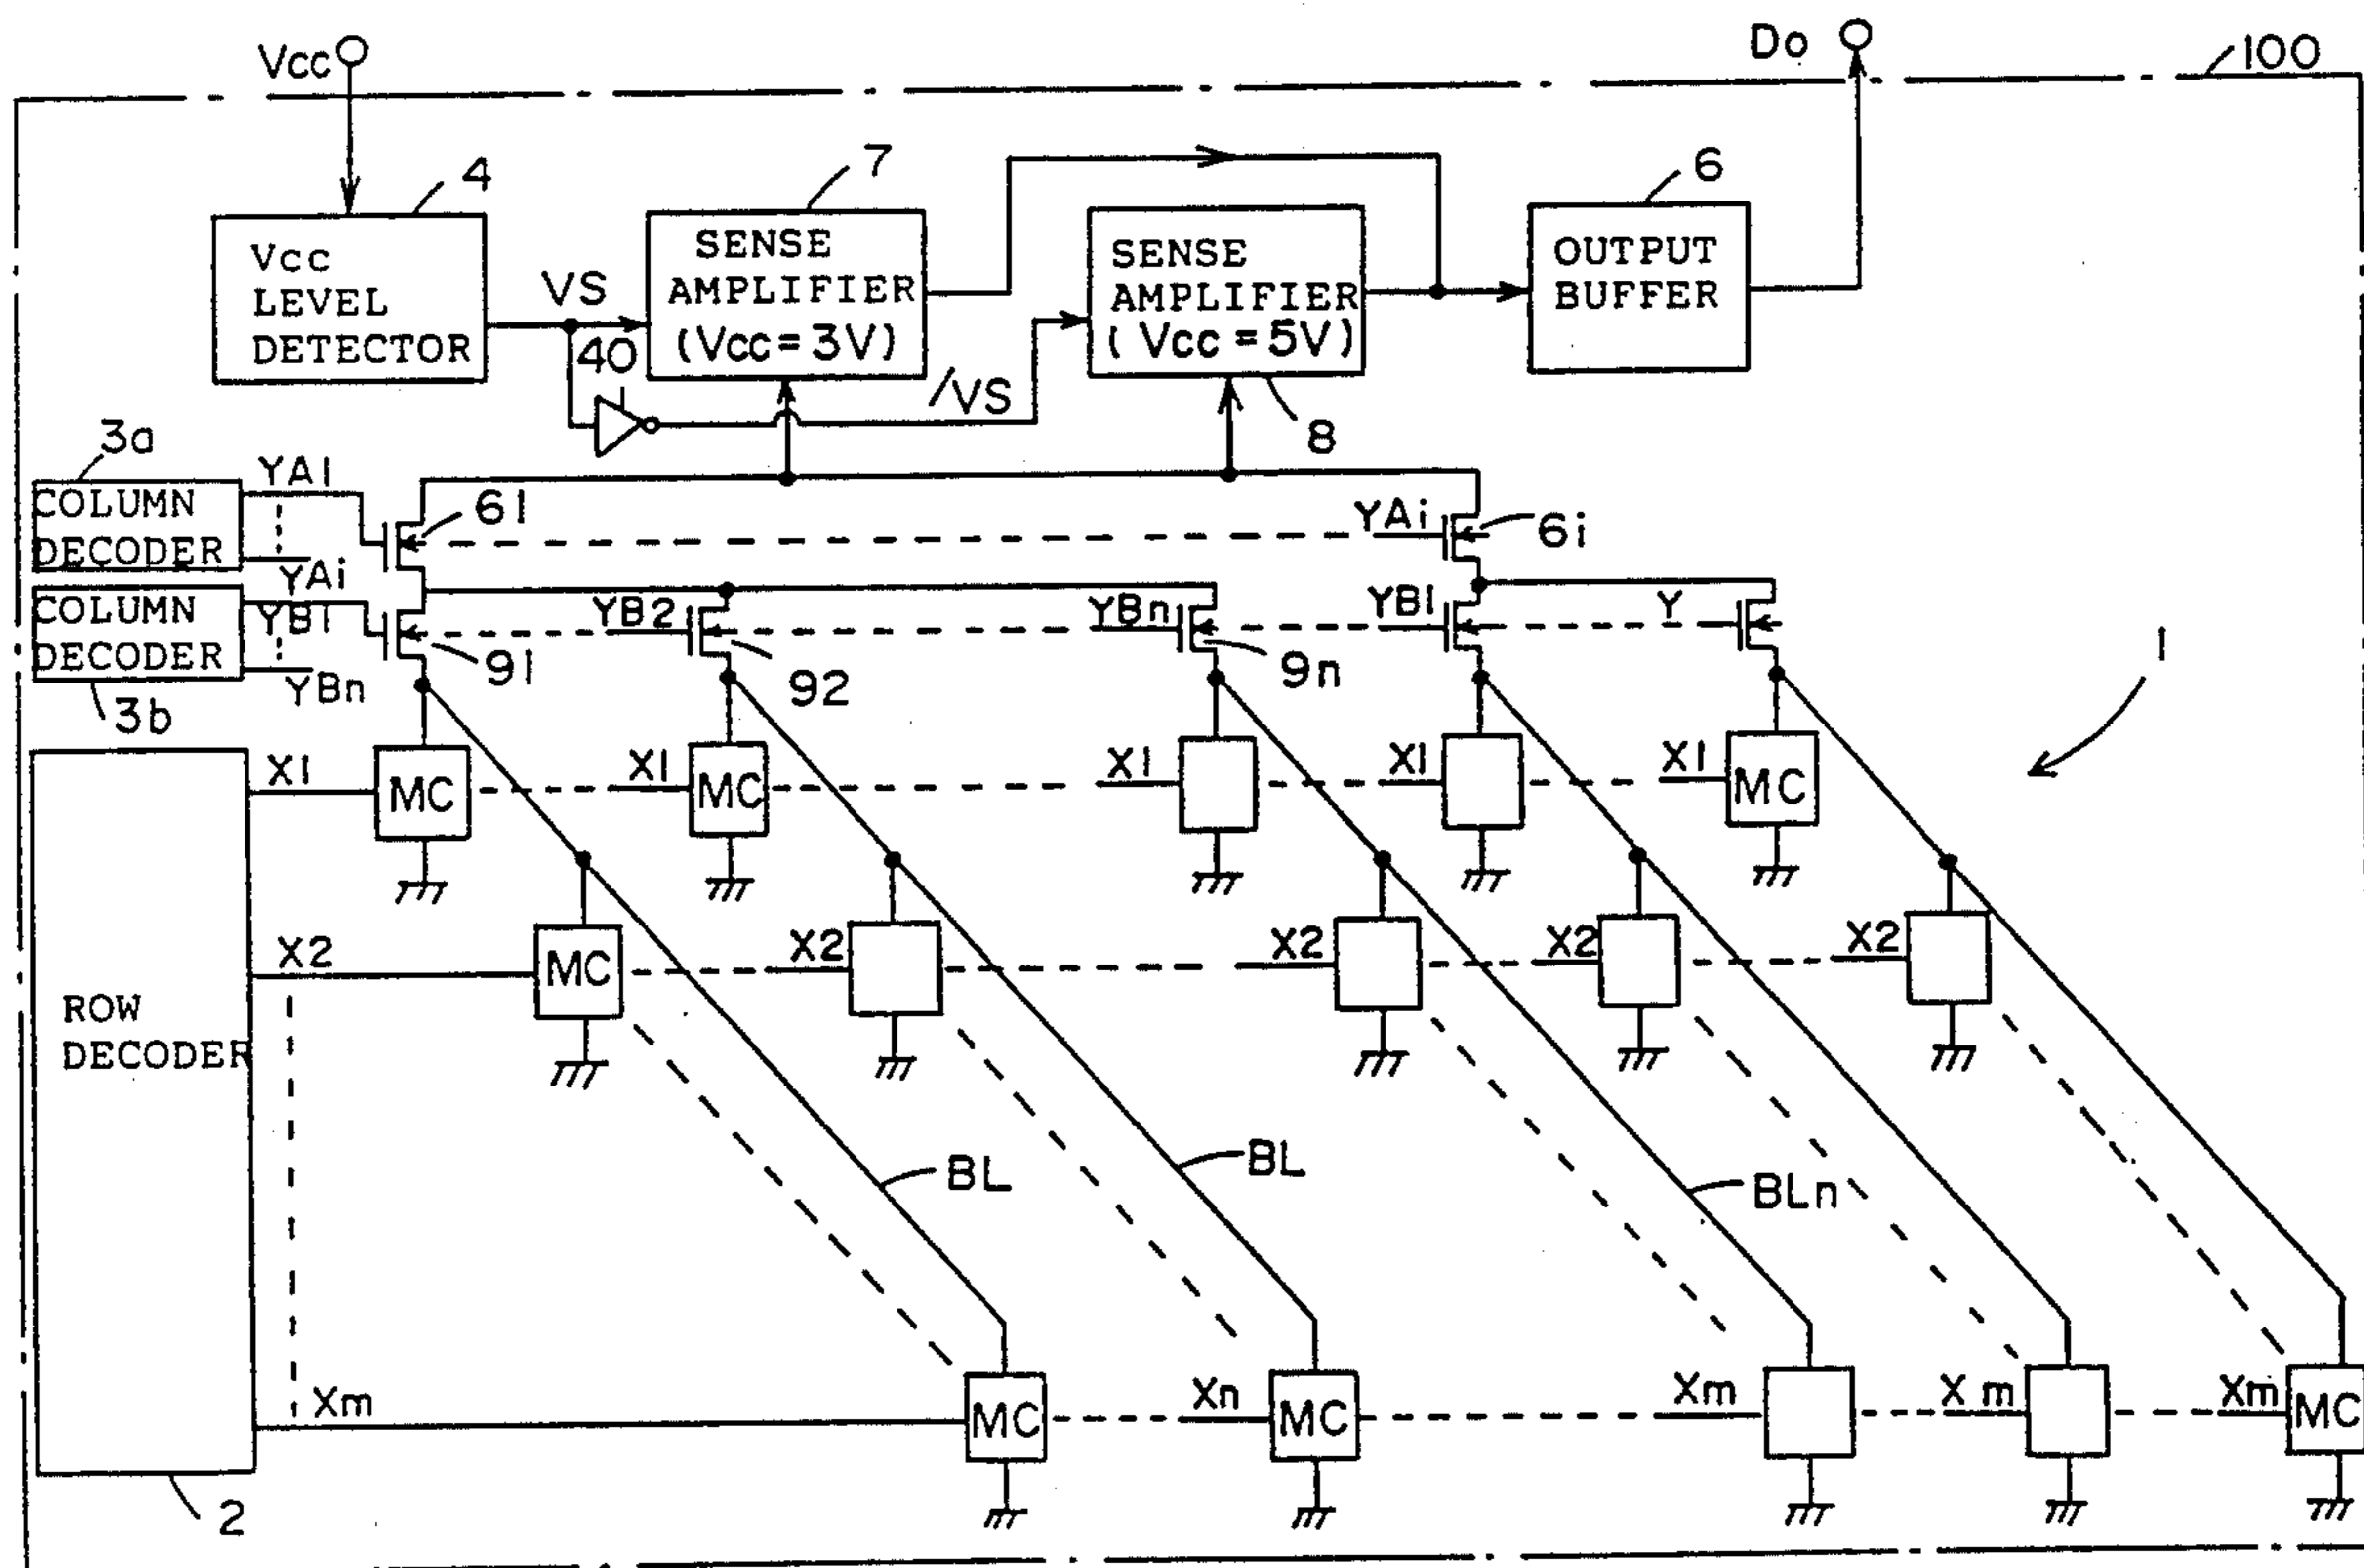 Vcc
Do
100
4
7
6
Vcc
LEVEL
DETECTOR
VS
SENSE
AMPLIFIER
(Vcc = 3V)
SENSE
AMPLIFIER
(Vcc = 5V)
OUTPUT
BUFFER
40
/VS
8
3a
COLUMN
DECODER
YA1
YAi
61
YAi
6i
COLUMN
DECODER
YB1
YBn
3b
91
YB2
92
YBn
9n
YB1
Y
1
X1
MC
X1
MC
X1
X1
X1
MC
X2
MC
X2
X2
X2
X2
ROW
DECODER
BL
BL
BLn
Xm
MC
Xn
MC
Xm
Xm
Xm
MC
2